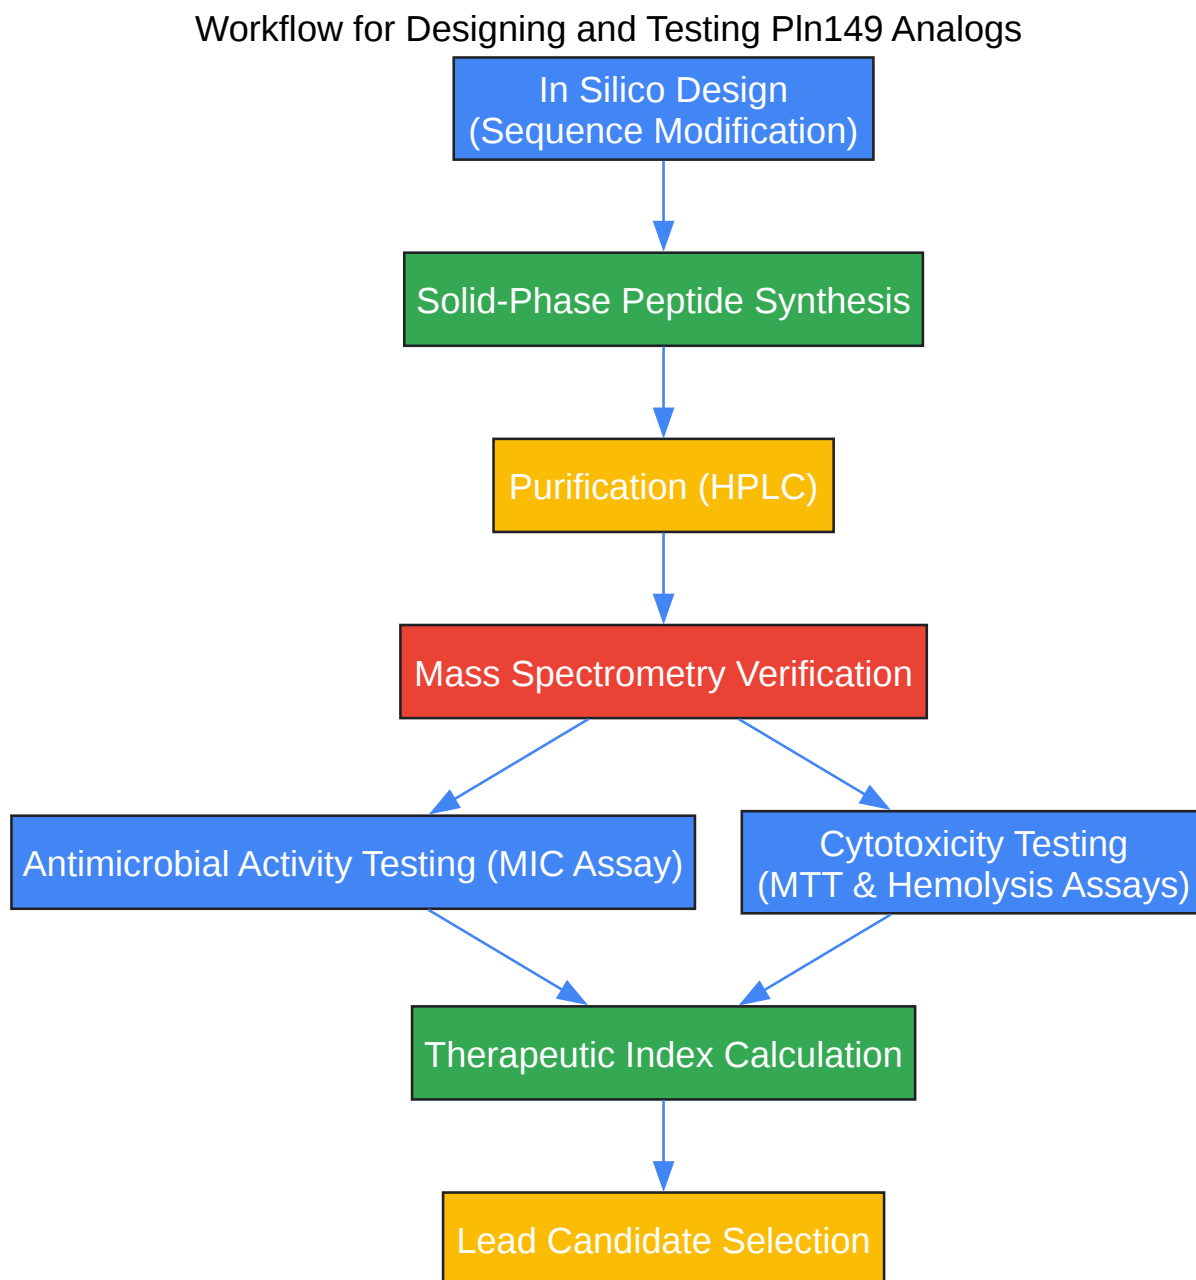 Workflow for Designing and Testing Pln149 Analogs
In Silico Design
(Sequence Modification)
Solid-Phase Peptide Synthesis
Purification (HPLC)
Mass Spectrometry Verification
Antimicrobial Activity Testing (MIC Assay)
Cytotoxicity Testing
(MTT & Hemolysis Assays)
Therapeutic Index Calculation
Lead Candidate Selection